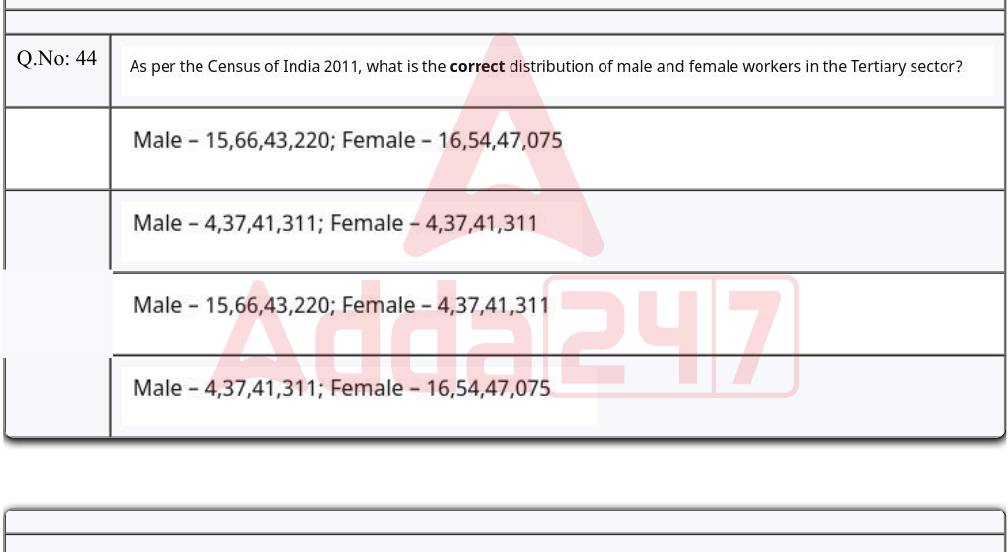 Q.No: 44
As per the Census of India 2011, what is the correct distribution of male and female workers in the Tertiary sector?
Male – 15,66,43,220; Female – 16,54,47,075
Male – 4,37,41,311; Female – 4,37,41,311
Male – 15,66,43,220; Female – 4,37,41,311
Male – 4,37,41,311; Female – 16,54,47,075
Adda247